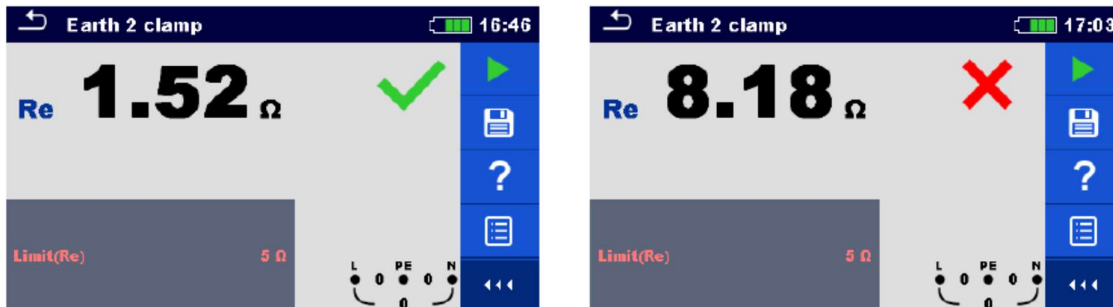 Earth 2 clamp 16:46
Re 1.52 Ω
?
Limit(Re) 5 Ω
L PE N
0 0
0
Earth 2 clamp 17:03
Re 8.18 Ω
?
Limit(Re) 5 Ω
L PE N
0 0
0